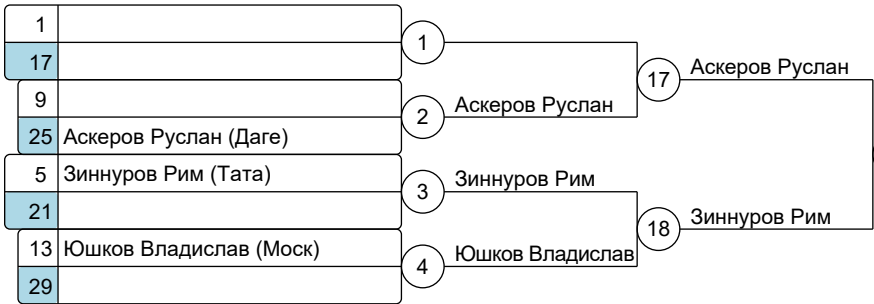 1
17
1
9
25 Аскеров Руслан (Даге)
2
Аскеров Руслан
17
Аскеров Руслан
5 Зиннуров Рим (Тата)
21
3
Зиннуров Рим
13 Юшков Владислав (Моск)
29
4
Юшков Владислав
18
Зиннуров Рим